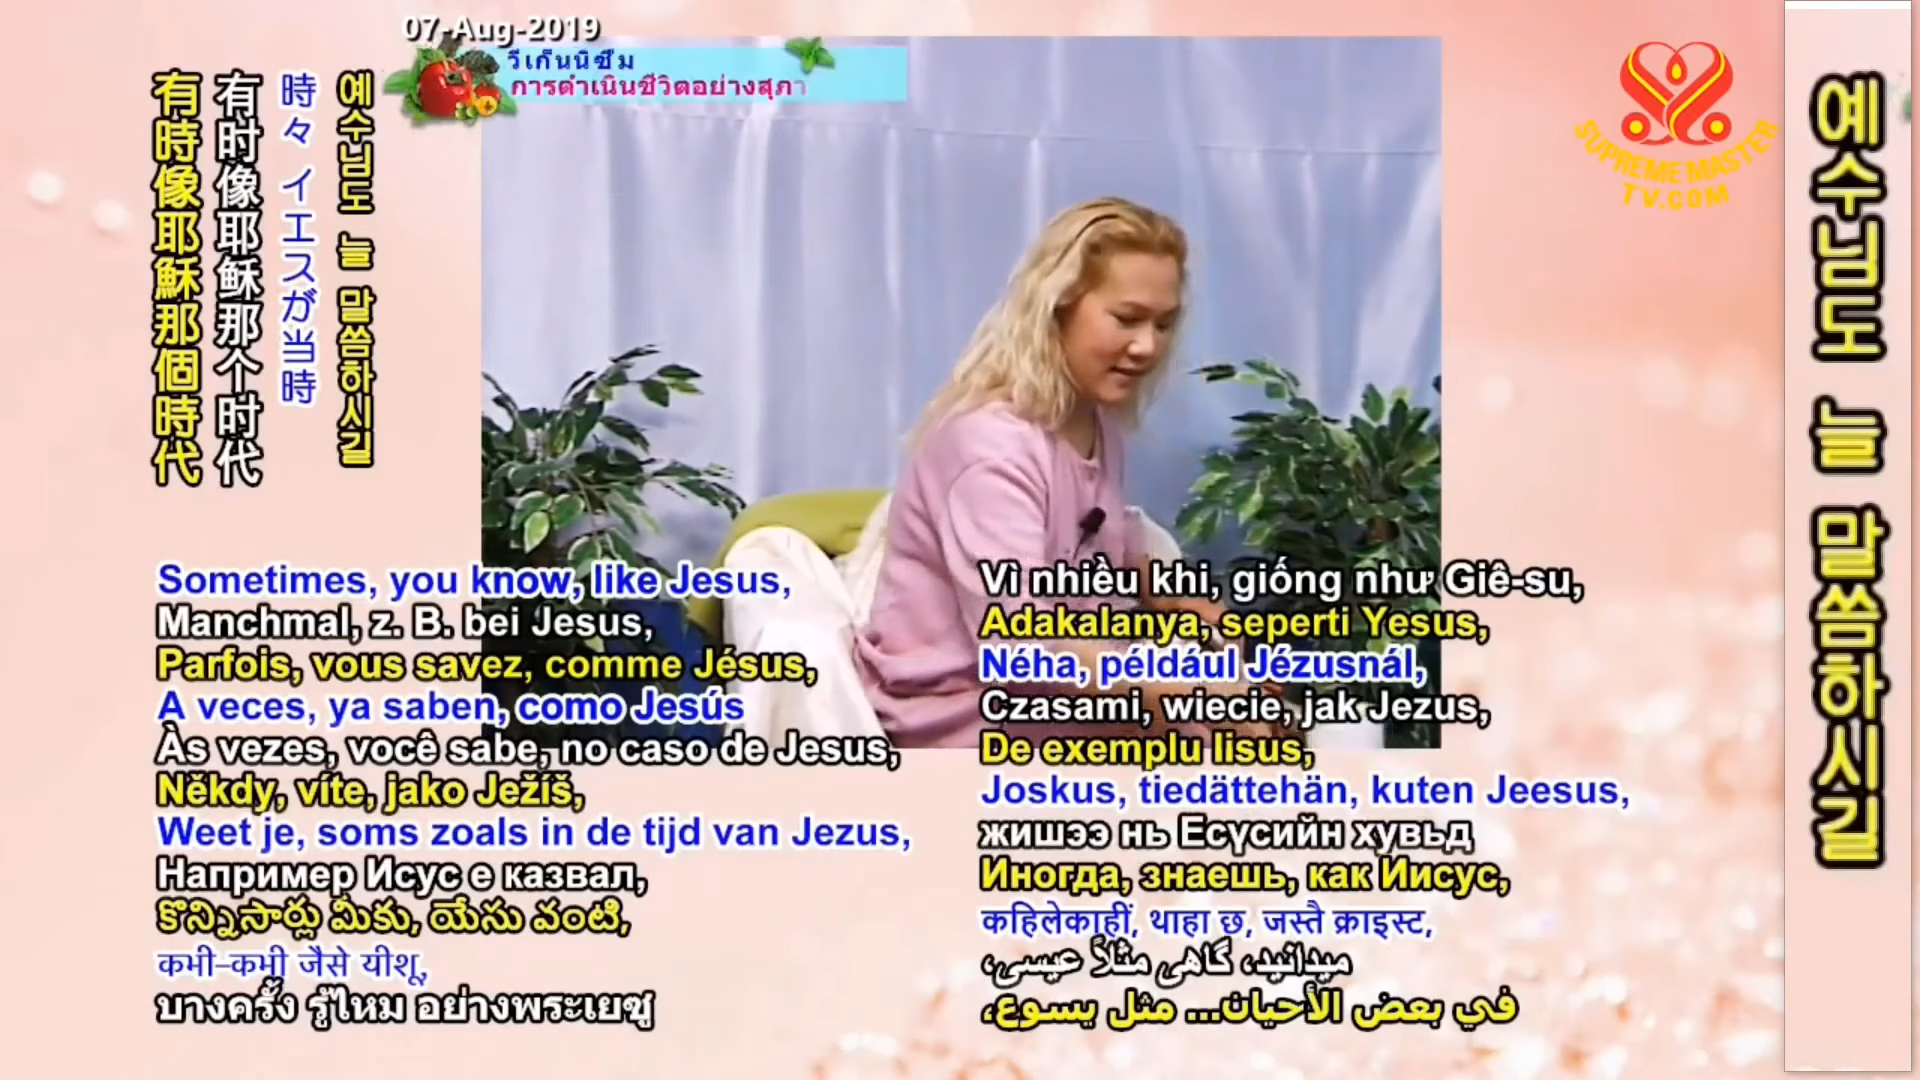 07-Aug-2019
วีแก็นนิซึม
การดำเนินชีวิตอย่างสุภา
SUPREME MASTER
TV.COM
有時像耶穌那個時代
有时像耶稣那个时代
時々 イエスが当時
예수님도 늘 말씀하시길
Sometimes, you know, like Jesus,
Manchmal, z. B. bei Jesus,
Parfois, vous savez, comme Jésus,
A veces, ya saben, como Jesús
Às vezes, você sabe, no caso de Jesus,
Někdy, víte, jako Ježíš,
Weet je, soms zoals in de tijd van Jezus,
Например Исус е казвал,
కొన్నిసార్లు మీకు, యేసు వంటి,
कभी-कभी जैसे यीशू,
บางครั้ง รู้ไหม อย่างพระเยซู
Vì nhiều khi, giống như Giê-su,
Adakalanya, seperti Yesus,
Néha, például Jézusnál,
Czasami, wiecie, jak Jezus,
De exemplu Iisus,
Joskus, tiedättehän, kuten Jeesus,
жишээ нь Есүсийн хувьд
Иногда, знаешь, как Иисус,
कहिलेकाहीं, थाहा छ, जस्तै क्राइस्ट,
میدانید، گاهی مثلاً عیسی،
في بعض الأحيان... مثل يسوع،
예수님도 늘 말씀하시길